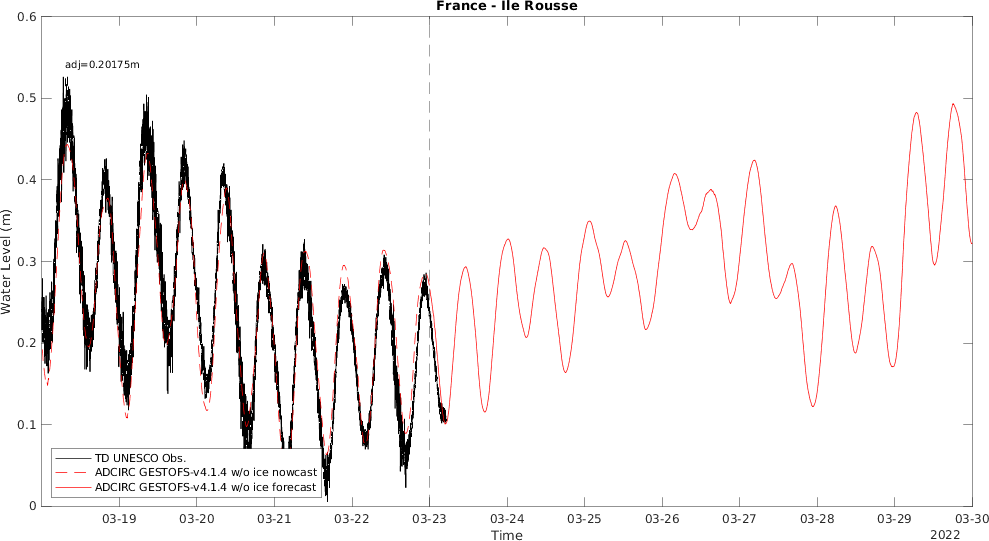 France - Ile Rousse
adj=0.20175m
0.6
0.5
0.4
0.3
0.2
0.1
0
Water Level (m)
TD UNESCO Obs.
ADCIRC GESTOFS-v4.1.4 w/o ice nowcast
ADCIRC GESTOFS-v4.1.4 w/o ice forecast
03-19 03-20 03-21 03-22 03-23 03-24 03-25 03-26 03-27 03-28 03-29 03-30
Time
2022